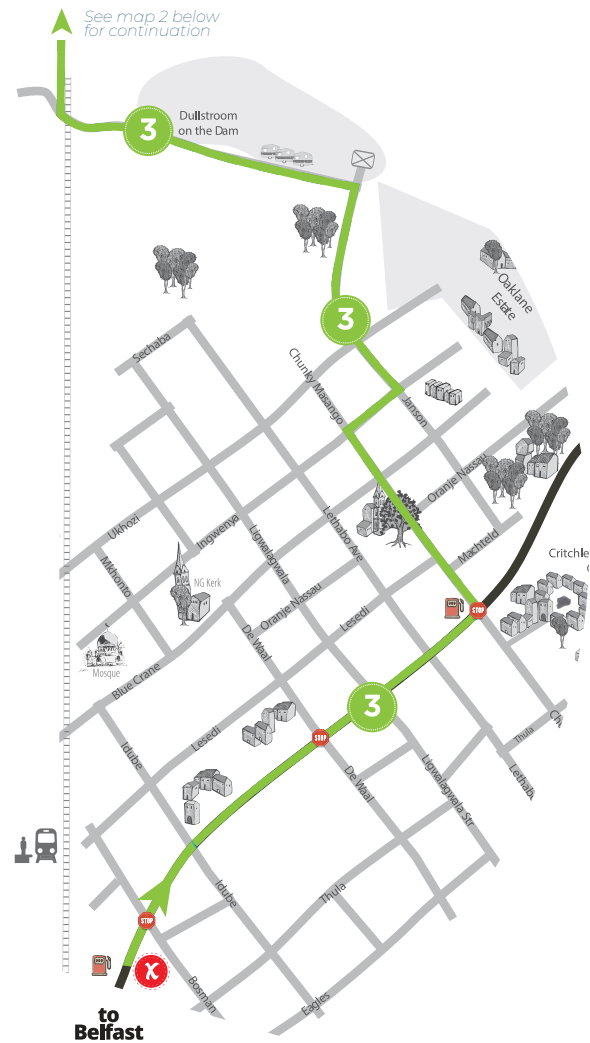 See map 2 below
for continuation
3
Dullstroom
on the Dam
Oaklane
Estate
3
Sechaba
Chunky Masango
Janson
Oranje Nassau
Ukhozi
Ingwenya
Ligwalagwala
Lethabo Ave
Machteld
Mkhonto
NG Kerk
Oranje Nassau
Lesedi
STOP
Critchle
Mosque
Blue Crane
De Waal
3
Idube
Lesedi
STOP
De Waal
Ligwalagwala Str
Thula
Lethab
Idube
Thula
STOP
Bosman
Eagles
to
Belfast